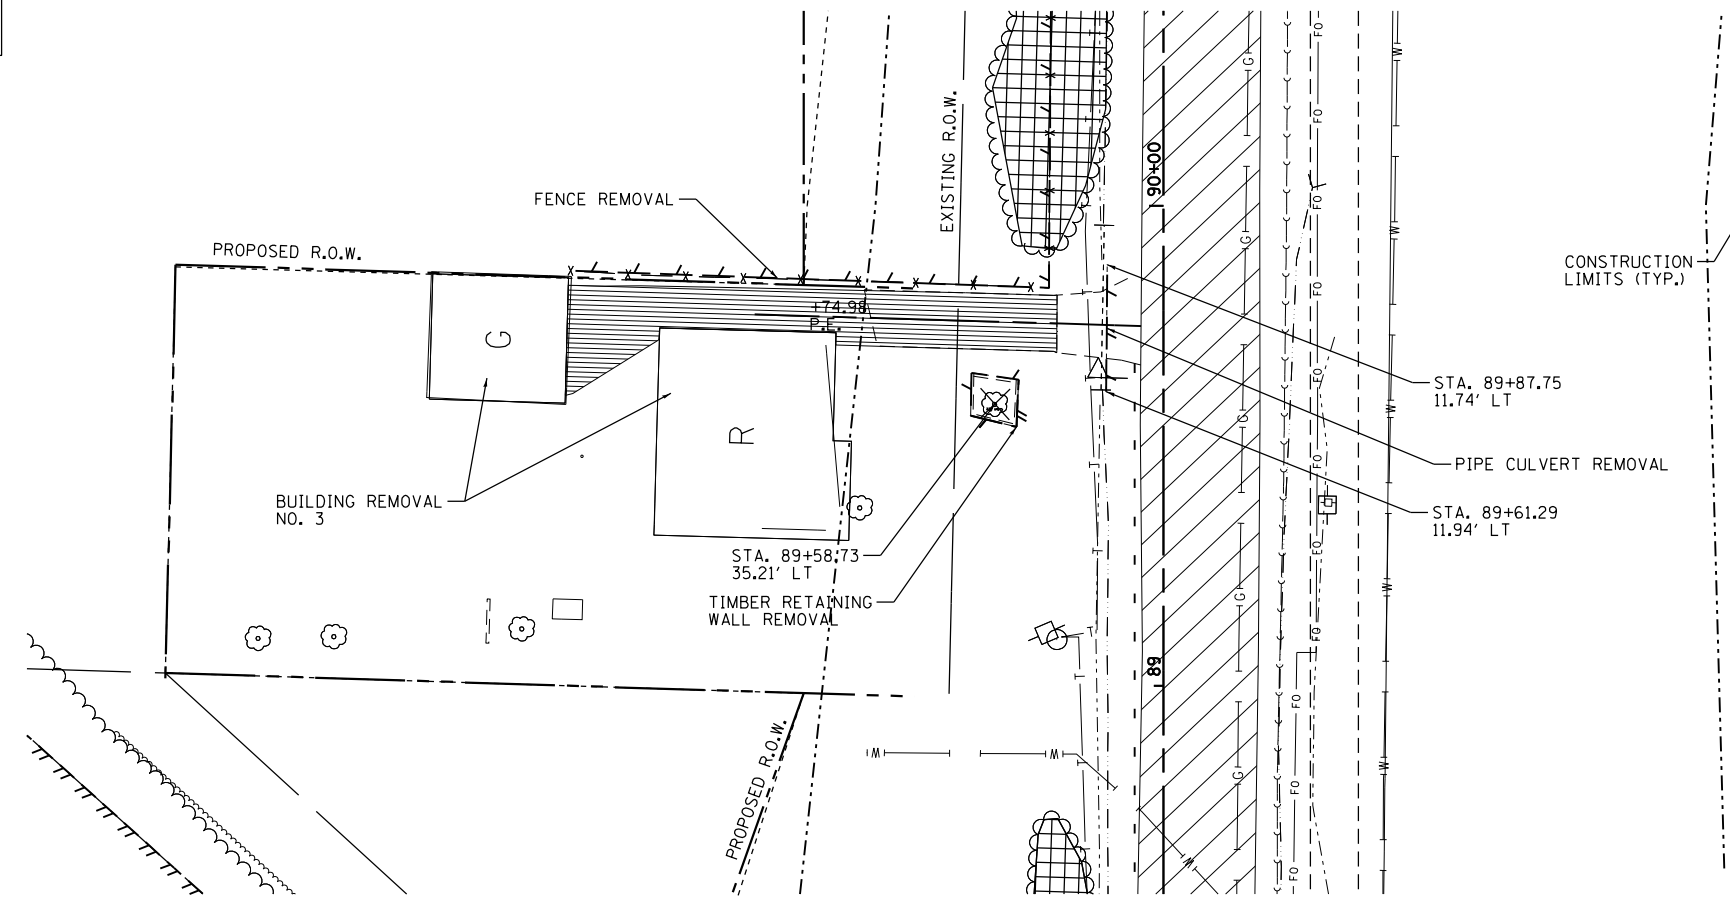 FENCE REMOVAL
EXISTING R.O.W.
90+00
FO
G
W
PROPOSED R.O.W.
CONSTRUCTION
LIMITS (TYP.)
+74.98
P.E.
G
R
STA. 89+87.75
11.74' LT
PIPE CULVERT REMOVAL
STA. 89+61.29
11.94' LT
BUILDING REMOVAL
NO. 3
STA. 89+58.73
35.21' LT
TIMBER RETAINING
WALL REMOVAL
89
PROPOSED R.O.W.
W
W
T
FO
G
W
W